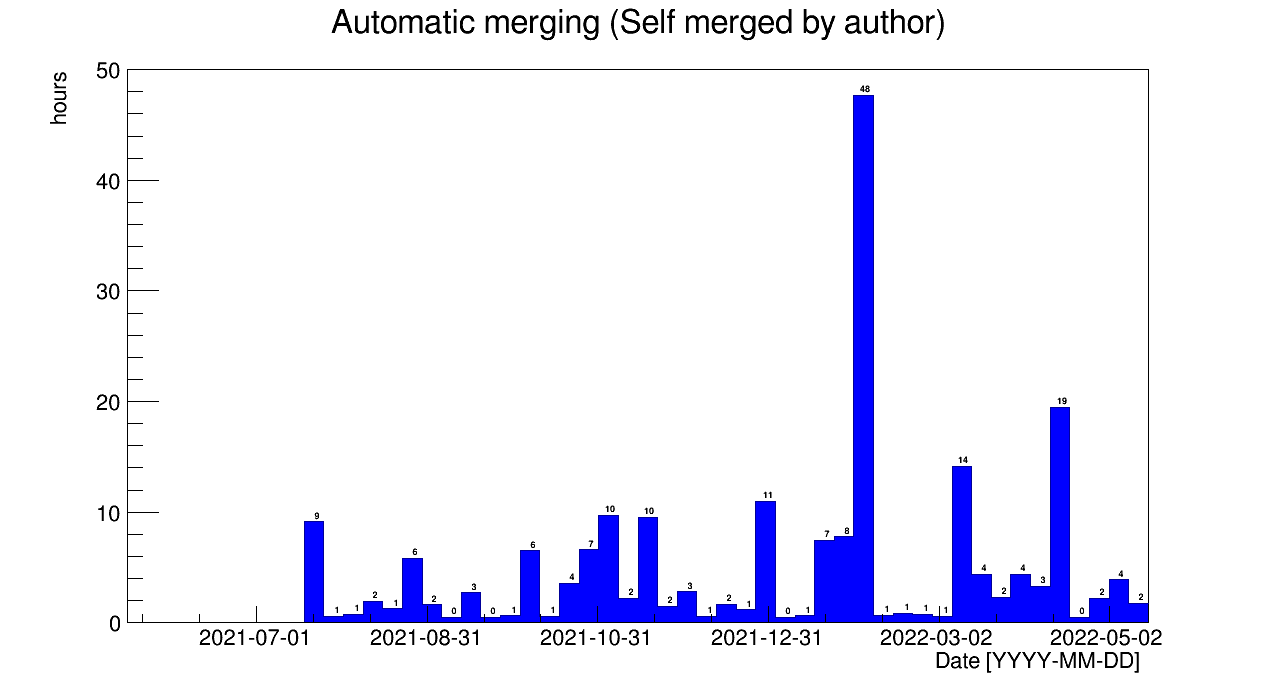 Automatic merging (Self merged by author)
hours
50
40
30
20
10
0
9 1 1 2 1 6 2 0 3 0 1 6 1 4 7 10 2 10 2 3 1 2 1 11 0 1 7 8 48 1 1 1 1 14 4 2 4 3 19 0 2 4 2
2021-07-01 2021-08-31 2021-10-31 2021-12-31 2022-03-02 2022-05-02
Date [YYYY-MM-DD]